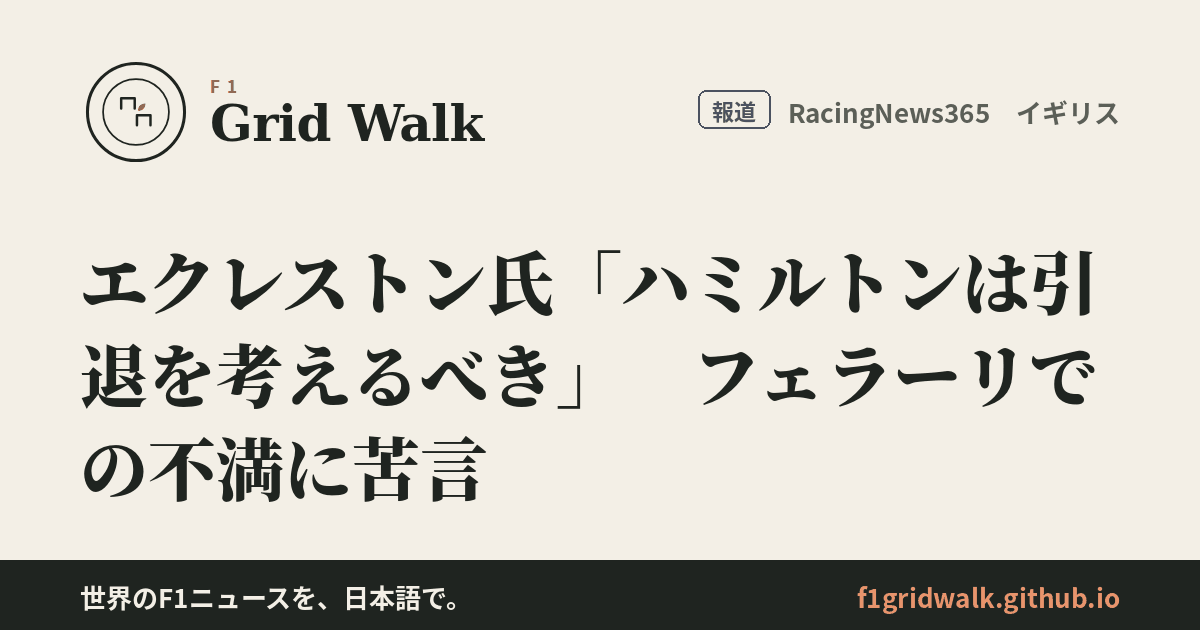 F1
Grid Walk
報道 RacingNews365 イギリス
エクレストン氏「ハミルトンは引
退を考えるべき」 フェラーリで
の不満に苦言
世界のF1ニュースを、日本語で。
f1gridwalk.github.io